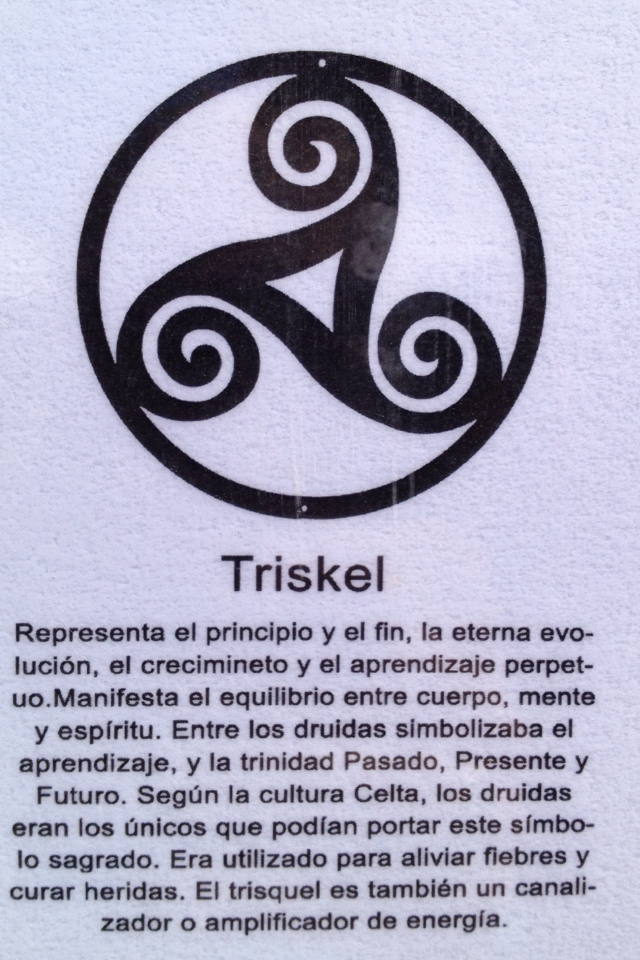 Triskel
Representa el principio y el fin, la eterna evo-
lución, el crecimineto y el aprendizaje perpet-
uo.Manifesta el equilibrio entre cuerpo, mente
y espíritu. Entre los druidas simbolizaba el
aprendizaje, y la trinidad Pasado, Presente y
Futuro. Según la cultura Celta, los druidas
eran los únicos que podían portar este símbo-
lo sagrado. Era utilizado para aliviar fiebres y
curar heridas. El trisquel es también un canali-
zador o amplificador de energía.